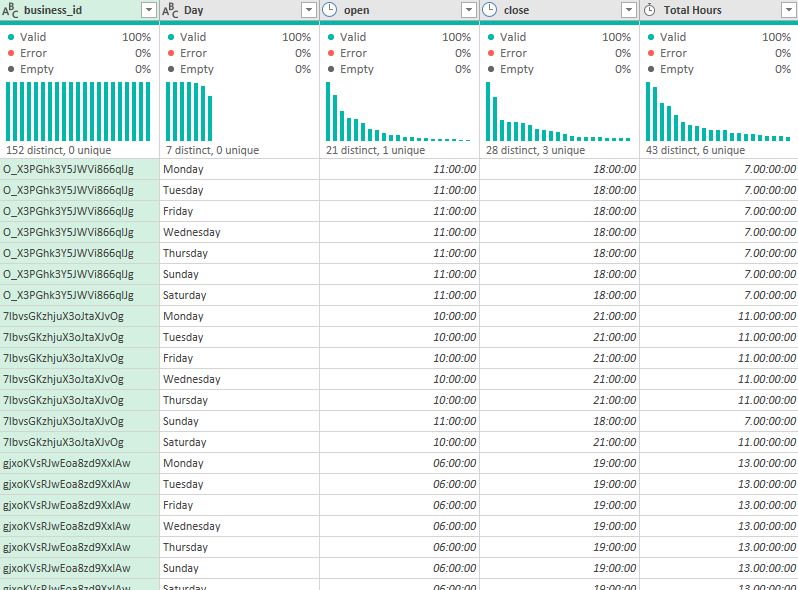 ABC business_id ABC Day open close Total Hours
Valid 100% Valid 100% Valid 100% Valid 100% Valid 100%
Error 0% Error 0% Error 0% Error 0% Error 0%
Empty 0% Empty 0% Empty 0% Empty 0% Empty 0%
152 distinct, 0 unique 7 distinct, 0 unique 21 distinct, 1 unique 28 distinct, 3 unique 43 distinct, 6 unique
O_X3PGhk3Y5JWVi866qlJg Monday 11:00:00 18:00:00 7.00:00:00
O_X3PGhk3Y5JWVi866qlJg Tuesday 11:00:00 18:00:00 7.00:00:00
O_X3PGhk3Y5JWVi866qlJg Friday 11:00:00 18:00:00 7.00:00:00
O_X3PGhk3Y5JWVi866qlJg Wednesday 11:00:00 18:00:00 7.00:00:00
O_X3PGhk3Y5JWVi866qlJg Thursday 11:00:00 18:00:00 7.00:00:00
O_X3PGhk3Y5JWVi866qlJg Sunday 11:00:00 18:00:00 7.00:00:00
O_X3PGhk3Y5JWVi866qlJg Saturday 11:00:00 18:00:00 7.00:00:00
7lbvsGKzhjuX3oJtaXJvOg Monday 10:00:00 21:00:00 11.00:00:00
7lbvsGKzhjuX3oJtaXJvOg Tuesday 10:00:00 21:00:00 11.00:00:00
7lbvsGKzhjuX3oJtaXJvOg Friday 10:00:00 21:00:00 11.00:00:00
7lbvsGKzhjuX3oJtaXJvOg Wednesday 10:00:00 21:00:00 11.00:00:00
7lbvsGKzhjuX3oJtaXJvOg Thursday 10:00:00 21:00:00 11.00:00:00
7lbvsGKzhjuX3oJtaXJvOg Sunday 11:00:00 18:00:00 7.00:00:00
7lbvsGKzhjuX3oJtaXJvOg Saturday 10:00:00 21:00:00 11.00:00:00
gjxoKVsRJwEoa8zd9XxlAw Monday 06:00:00 19:00:00 13.00:00:00
gjxoKVsRJwEoa8zd9XxlAw Tuesday 06:00:00 19:00:00 13.00:00:00
gjxoKVsRJwEoa8zd9XxlAw Friday 06:00:00 19:00:00 13.00:00:00
gjxoKVsRJwEoa8zd9XxlAw Wednesday 06:00:00 19:00:00 13.00:00:00
gjxoKVsRJwEoa8zd9XxlAw Thursday 06:00:00 19:00:00 13.00:00:00
gjxoKVsRJwEoa8zd9XxlAw Sunday 06:00:00 19:00:00 13.00:00:00
gjxoKVsRJwEoa8zd9XxlAw Saturday 06:00:00 19:00:00 13.00:00:00